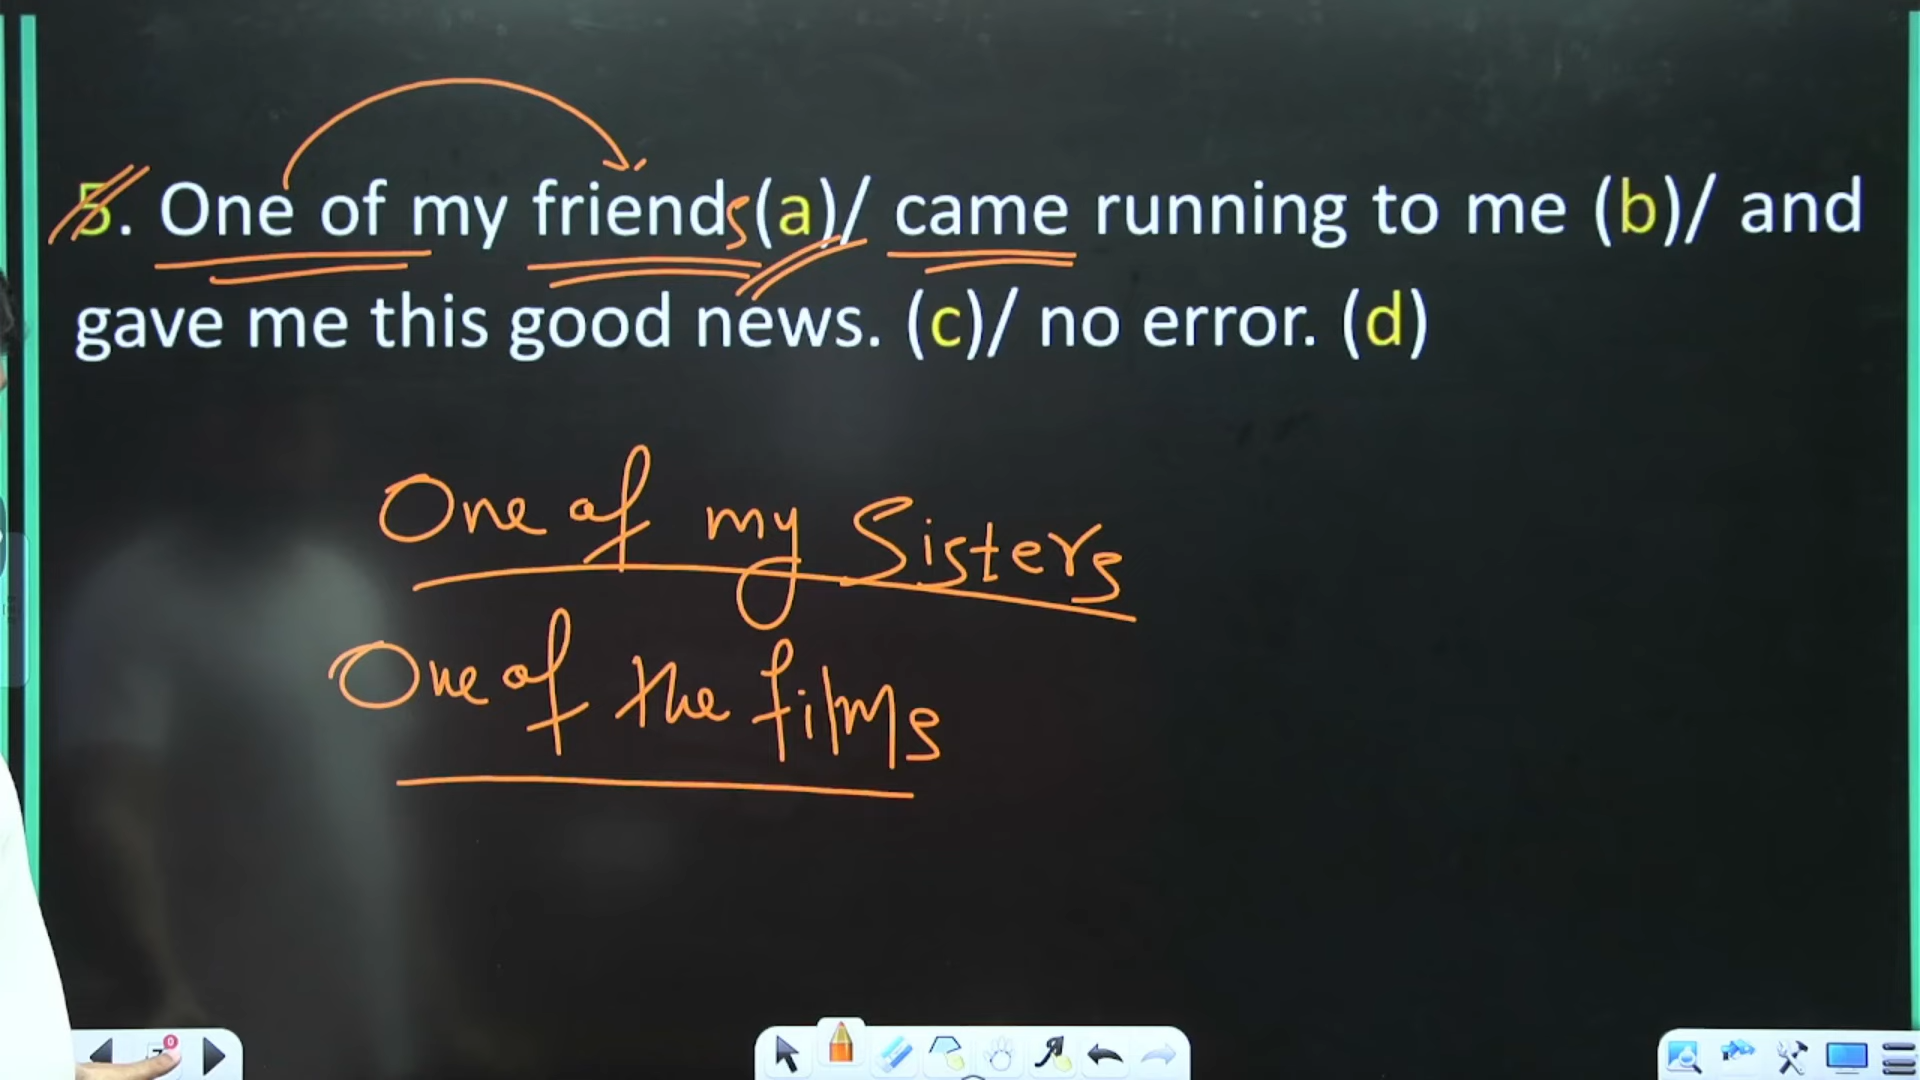 5. One of my friends(a)/ came running to me (b)/ and
gave me this good news. (c)/ no error. (d)
One of my Sisters
One of the films